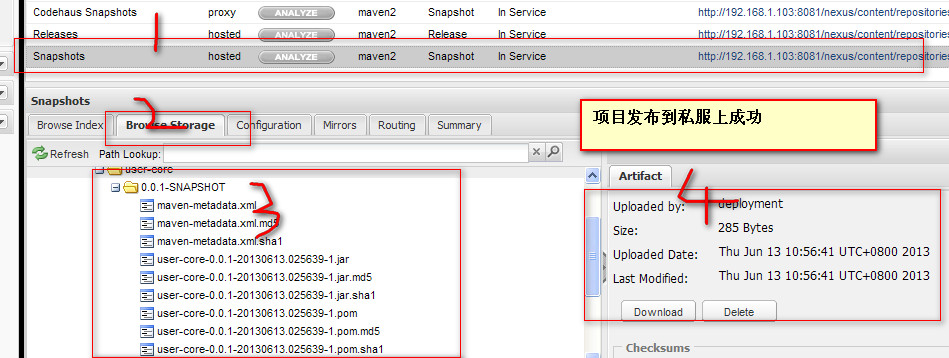 Codehaus Snapshots proxy ANALYZE maven2 Snapshot In Service http://192.168.1.103:8081/nexus/content/repositories
Releases hosted ANALYZE maven2 Release In Service http://192.168.1.103:8081/nexus/content/repositories
Snapshots hosted ANALYZE maven2 Snapshot In Service http://192.168.1.103:8081/nexus/content/repositories
1
Snapshots
2
Browse Index Browse Storage Configuration Mirrors Routing Summary
项目发布到私服上成功
Refresh Path Lookup:
user-core
0.0.1-SNAPSHOT
3
maven-metadata.xml
maven-metadata.xml.md5
maven-metadata.xml.sha1
user-core-0.0.1-20130613.025639-1.jar
user-core-0.0.1-20130613.025639-1.jar.md5
user-core-0.0.1-20130613.025639-1.jar.sha1
user-core-0.0.1-20130613.025639-1.pom
user-core-0.0.1-20130613.025639-1.pom.md5
user-core-0.0.1-20130613.025639-1.pom.sha1
Artifact
4
Uploaded by: deployment
Size: 285 Bytes
Uploaded Date: Thu Jun 13 10:56:41 UTC+0800 2013
Last Modified: Thu Jun 13 10:56:41 UTC+0800 2013
Download Delete
Checksums